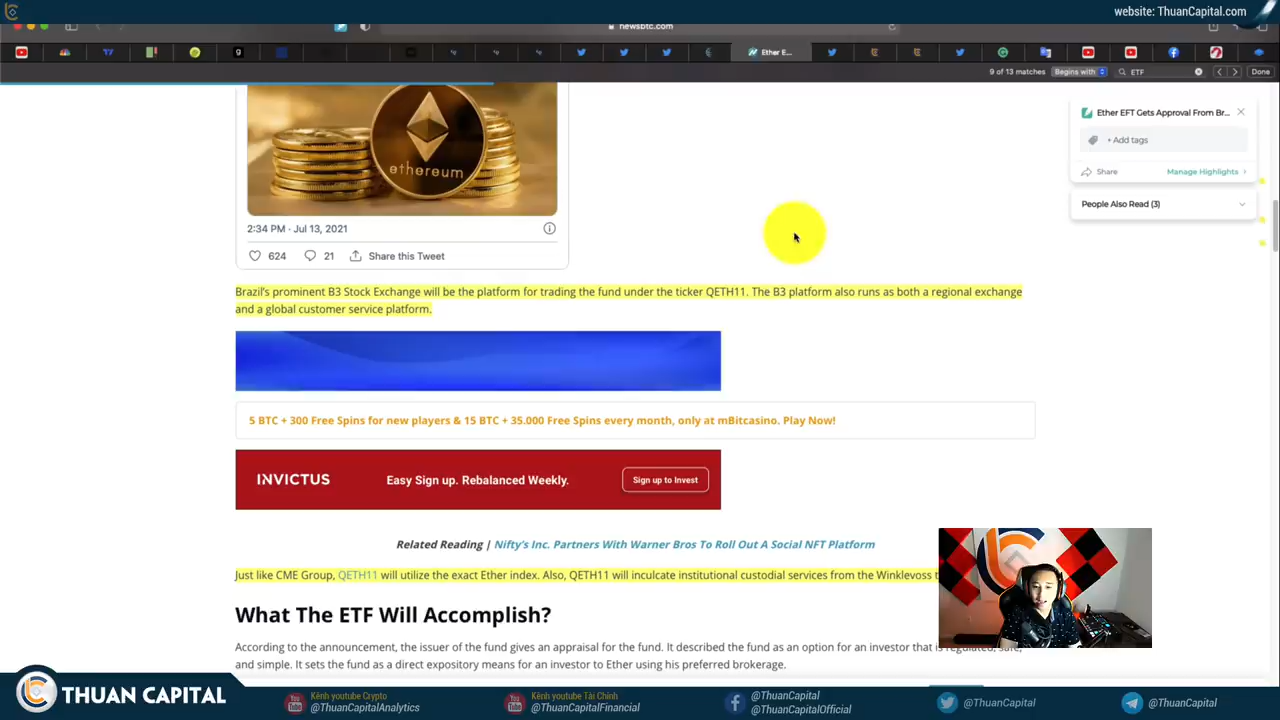 website: ThuanCapital.com
newsbtc.com
Ether E...
9 of 13 matches
Begins with
ETF
Done
Ether EFT Gets Approval From Br...
+ Add tags
Share
Manage Highlights
People Also Read (3)
ethereum
2:34 PM · Jul 13, 2021
624
21
Share this Tweet
Brazil's prominent B3 Stock Exchange will be the platform for trading the fund under the ticker QETH11. The B3 platform also runs as both a regional exchange
and a global customer service platform.
5 BTC + 300 Free Spins for new players & 15 BTC + 35.000 Free Spins every month, only at mBitcasino. Play Now!
INVICTUS
Easy Sign up. Rebalanced Weekly.
Sign up to Invest
Related Reading | Nifty's Inc. Partners With Warner Bros To Roll Out A Social NFT Platform
Just like CME Group, QETH11 will utilize the exact Ether index. Also, QETH11 will inculcate institutional custodial services from the Winklevoss
What The ETF Will Accomplish?
According to the announcement, the issuer of the fund gives an appraisal for the fund. It described the fund as an option for an investor that is regulated, safe,
and simple. It sets the fund as a direct expository means for an investor to Ether using his preferred brokerage.
THUAN CAPITAL
Kênh youtube Crypto
@ThuanCapitalAnalytics
Kênh youtube Tài Chính
@ThuanCapitalFinancial
@ThuanCapital
@ThuanCapitalOfficial
@ThuanCapital
@ThuanCapital